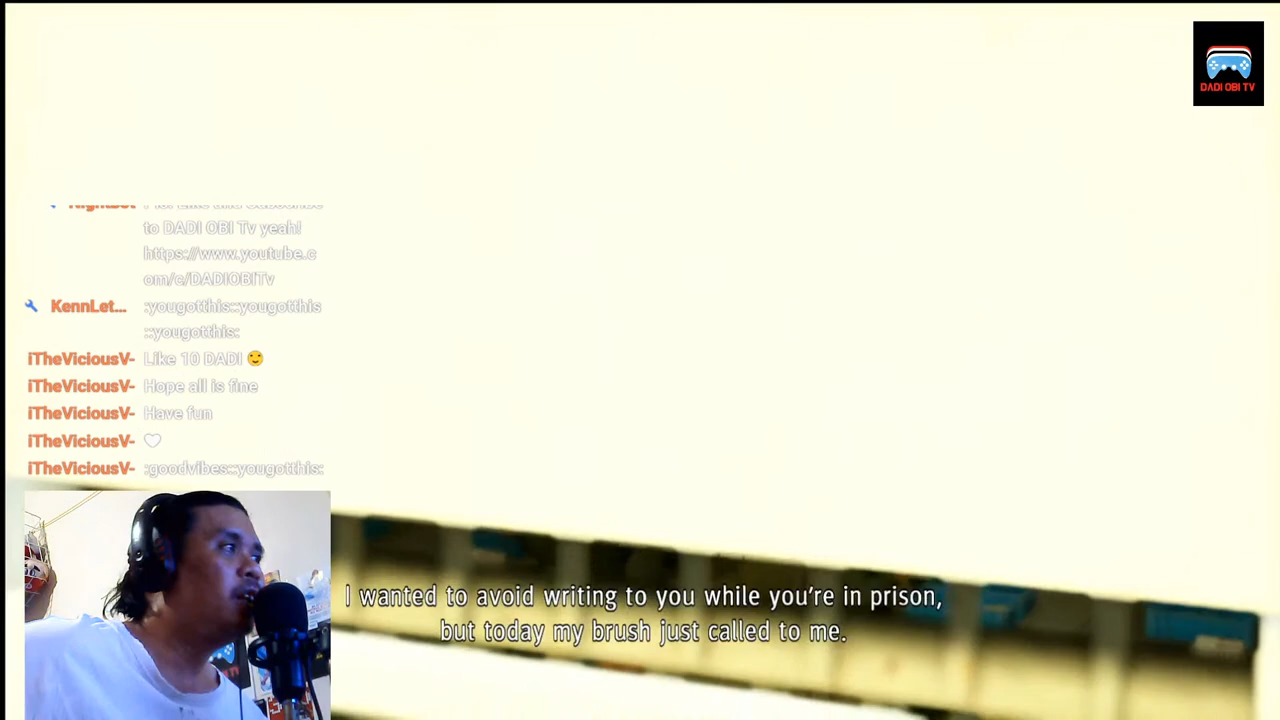 DADI OBI TV
to DADI OBI Tv yeah!
https://www.youtube.c
om/c/DADIOBITv
KennLet... :yougotthis::yougotthis
::yougotthis:
iTheViciousV- Like 10 DADI
iTheViciousV- Hope all is fine
iTheViciousV- Have fun
iTheViciousV-
iTheViciousV- :goodvibes::yougotthis:
I wanted to avoid writing to you while you're in prison,
but today my brush just called to me.